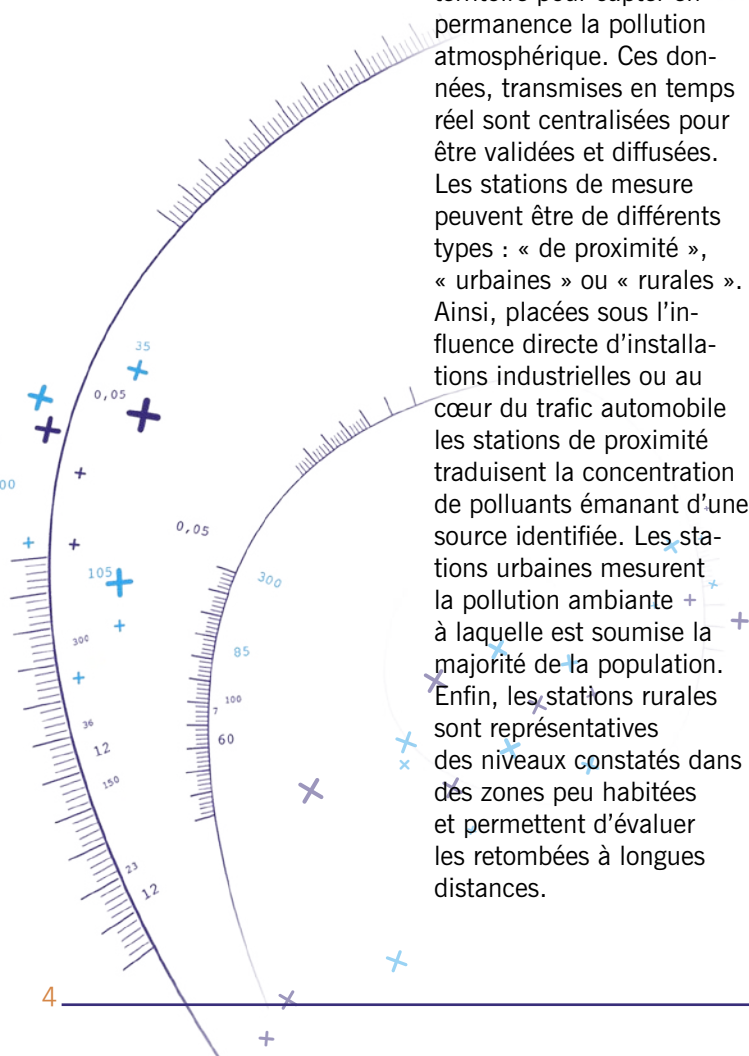 permanence la pollution
atmosphérique. Ces don-
nées, transmises en temps
réel sont centralisées pour
être validées et diffusées.
Les stations de mesure
peuvent être de différents
types : « de proximité »,
« urbaines » ou « rurales ».
Ainsi, placées sous l'in-
fluence directe d'installa-
tions industrielles ou au
cœur du trafic automobile
les stations de proximité
traduisent la concentration
de polluants émanant d'une
source identifiée. Les sta-
tions urbaines mesurent
la pollution ambiante
à laquelle est soumise la
majorité de la population.
Enfin, les stations rurales
sont représentatives
des niveaux constatés dans
des zones peu habitées
et permettent d'évaluer
les retombées à longues
distances.
35
0,05
00
0,05
105
300
300
85
100
7
60
36
12
150
23
12
4